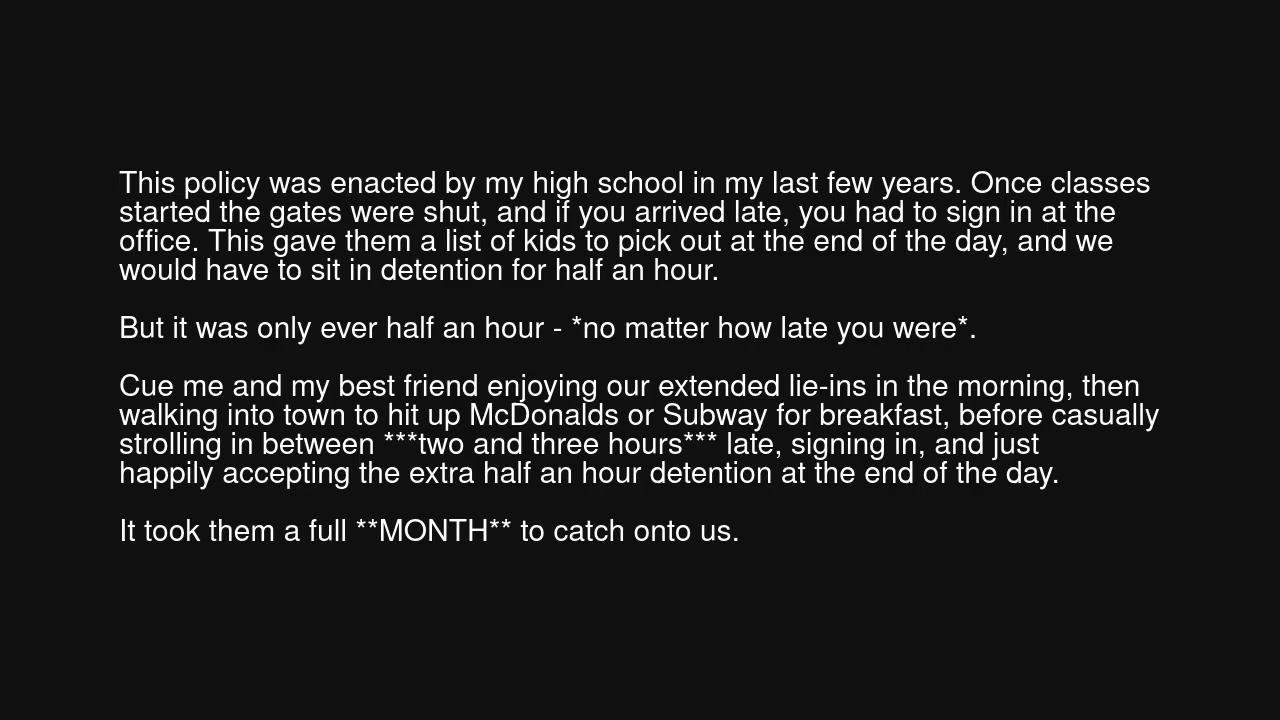 This policy was enacted by my high school in my last few years. Once classes
started the gates were shut, and if you arrived late, you had to sign in at the
office. This gave them a list of kids to pick out at the end of the day, and we
would have to sit in detention for half an hour.
But it was only ever half an hour - *no matter how late you were*.
Cue me and my best friend enjoying our extended lie-ins in the morning, then
walking into town to hit up McDonalds or Subway for breakfast, before casually
strolling in between ***two and three hours*** late, signing in, and just
happily accepting the extra half an hour detention at the end of the day.
It took them a full **MONTH** to catch onto us.